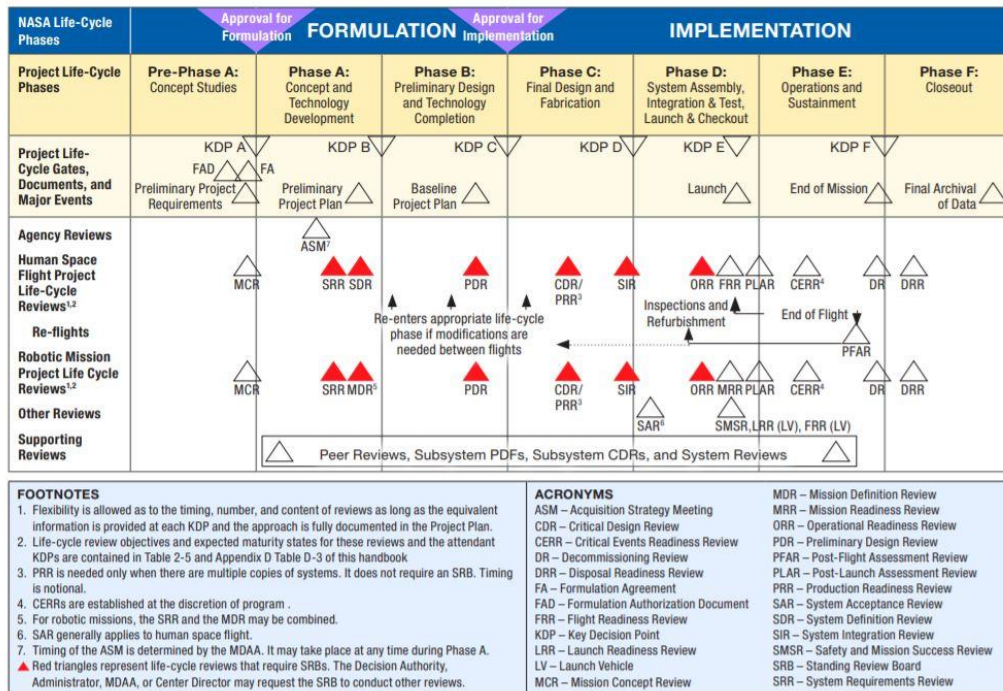 NASA Life-Cycle
Phases
Approval for
Formulation
FORMULATION
Approval for
Implementation
IMPLEMENTATION
Project Life-Cycle
Phases
Pre-Phase A:
Concept Studies
Phase A:
Concept and
Technology
Development
Phase B:
Preliminary Design
and Technology
Completion
Phase C:
Final Design and
Fabrication
Phase D:
System Assembly,
Integration & Test,
Launch & Checkout
Phase E:
Operations and
Sustainment
Phase F:
Closeout
Project Life-
Cycle Gates,
Documents, and
Major Events
KDP A
KDP B
KDP C
KDP D
KDP E
KDP F
FAD
FA
Preliminary Project
Requirements
Preliminary
Project Plan
Baseline
Project Plan
Launch
End of Mission
Final Archival
of Data
Agency Reviews
ASM7
Human Space
Flight Project
Life-Cycle
Reviews1,2
MCR
SRR
SDR
PDR
CDR/
PRR3
SIR
ORR
FRR
PLAR
CERR4
DR
DRR
Re-flights
Re-enters appropriate life-cycle
phase if modifications are
needed between flights
Inspections and
Refurbishment
End of Flight
PFAR
Robotic Mission
Project Life Cycle
Reviews1,2
MCR
SRR
MDR5
PDR
CDR/
PRR3
SIR
ORR
MRR
PLAR
CERR4
DR
DRR
Other Reviews
SAR6
SMSR,LRR (LV), FRR (LV)
Supporting
Reviews
Peer Reviews, Subsystem PDFs, Subsystem CDRs, and System Reviews
FOOTNOTES
1. Flexibility is allowed as to the timing, number, and content of reviews as long as the equivalent
information is provided at each KDP and the approach is fully documented in the Project Plan.
2. Life-cycle review objectives and expected maturity states for these reviews and the attendant
KDPs are contained in Table 2-5 and Appendix D Table D-3 of this handbook
3. PRR is needed only when there are multiple copies of systems. It does not require an SRB. Timing
is notional.
4. CERRs are established at the discretion of program .
5. For robotic missions, the SRR and the MDR may be combined.
6. SAR generally applies to human space flight.
7. Timing of the ASM is determined by the MDAA. It may take place at any time during Phase A.
Red triangles represent life-cycle reviews that require SRBs. The Decision Authority,
Administrator, MDAA, or Center Director may request the SRB to conduct other reviews.
ACRONYMS
ASM – Acquisition Strategy Meeting
CDR – Critical Design Review
CERR – Critical Events Readiness Review
DR – Decommissioning Review
DRR – Disposal Readiness Review
FA – Formulation Agreement
FAD – Formulation Authorization Document
FRR – Flight Readiness Review
KDP – Key Decision Point
LRR – Launch Readiness Review
LV – Launch Vehicle
MCR – Mission Concept Review
MDR – Mission Definition Review
MRR – Mission Readiness Review
ORR – Operational Readiness Review
PDR – Preliminary Design Review
PFAR – Post-Flight Assessment Review
PLAR – Post-Launch Assessment Review
PRR – Production Readiness Review
SAR – System Acceptance Review
SDR – System Definition Review
SIR – System Integration Review
SMSR – Safety and Mission Success Review
SRB – Standing Review Board
SRR – System Requirements Review